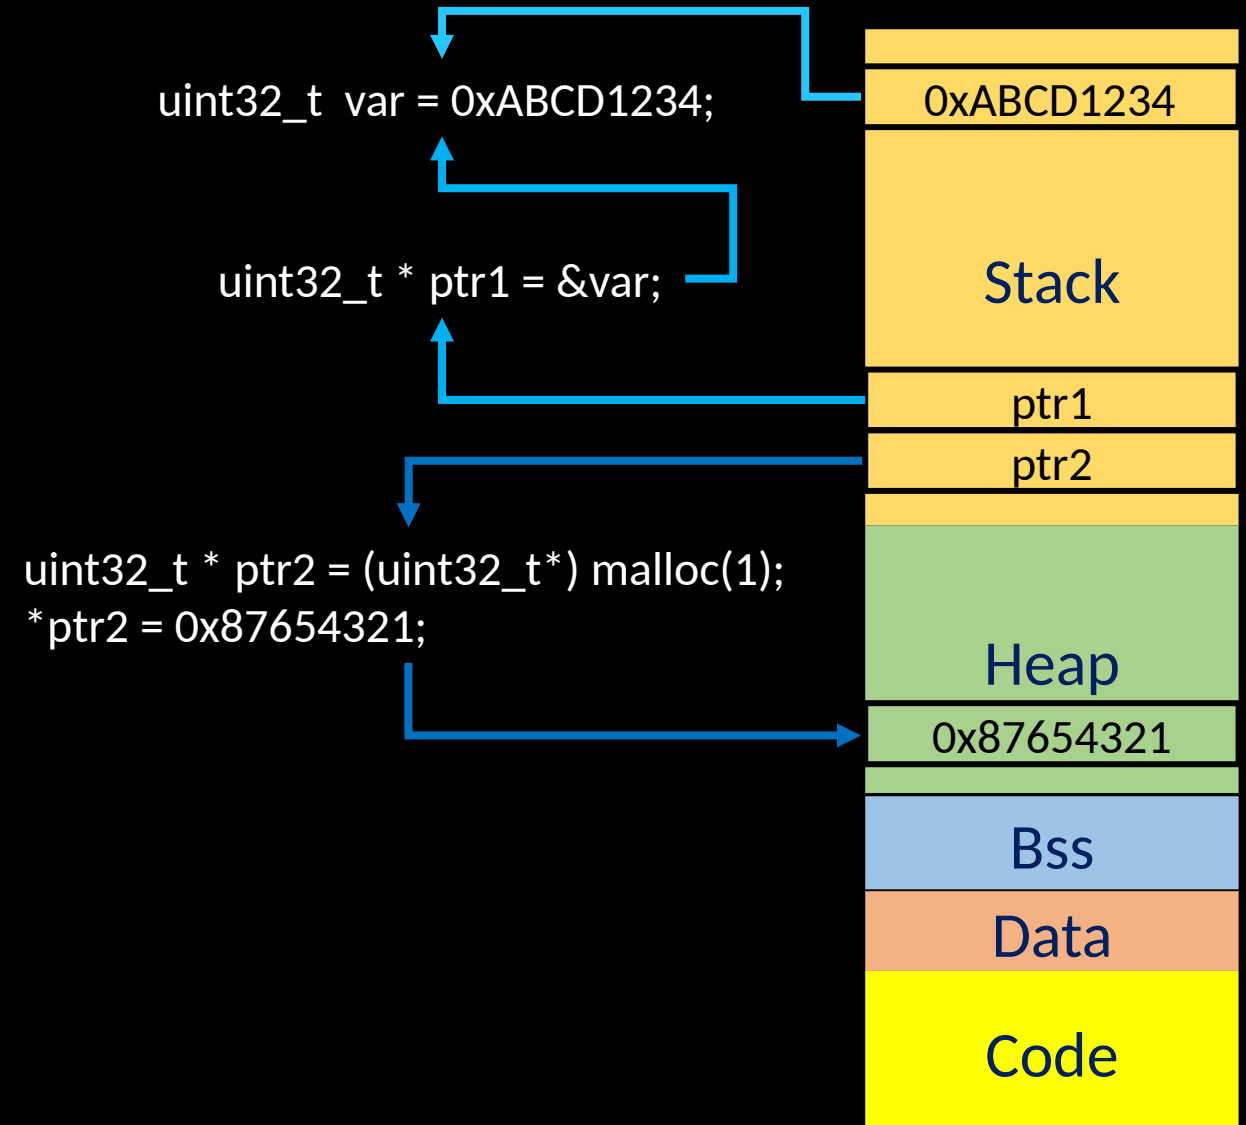 uint32_t  var = 0xABCD1234;
0xABCD1234
uint32_t * ptr1 = &var;
Stack
ptr1
ptr2
uint32_t * ptr2 = (uint32_t*) malloc(1);
*ptr2 = 0x87654321;
Heap
0x87654321
Bss
Data
Code